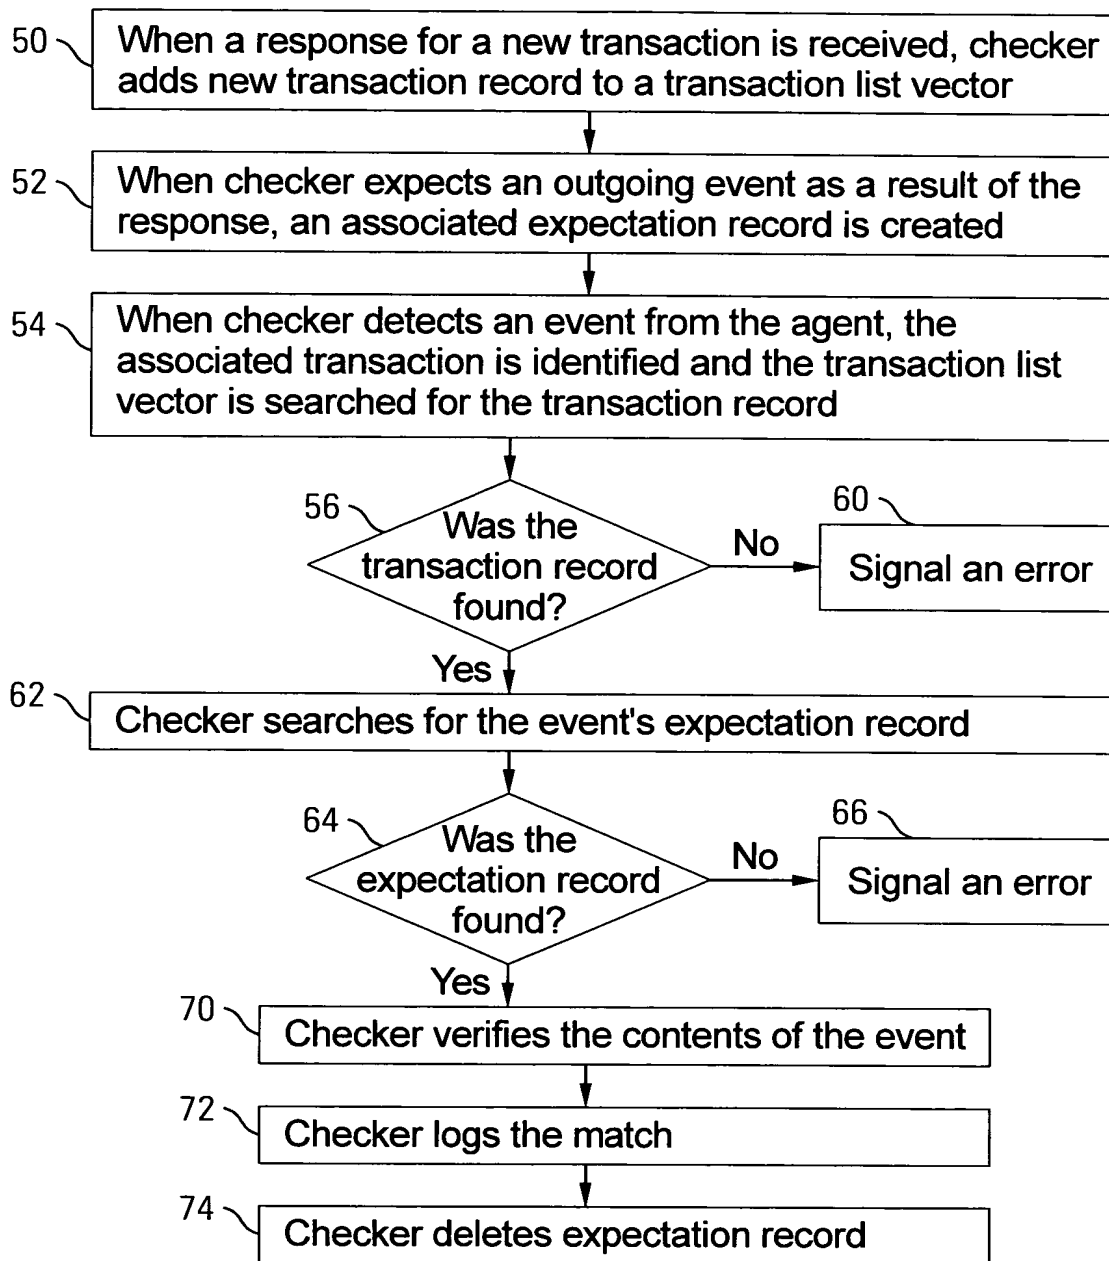 50
When a response for a new transaction is received, checker
adds new transaction record to a transaction list vector
52
When checker expects an outgoing event as a result of the
response, an associated expectation record is created
54
When checker detects an event from the agent, the
associated transaction is identified and the transaction list
vector is searched for the transaction record
56
Was the
transaction record
found?
No
60
Signal an error
Yes
62
Checker searches for the event's expectation record
64
Was the
expectation record
found?
No
66
Signal an error
Yes
70
Checker verifies the contents of the event
72
Checker logs the match
74
Checker deletes expectation record